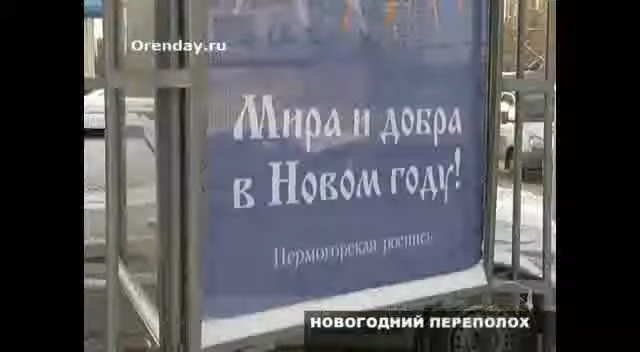 Orenday.ru
Мира и добра
в Новом году!
Пермогорская роспись
НОВОГОДНИЙ ПЕРЕПОЛОХ